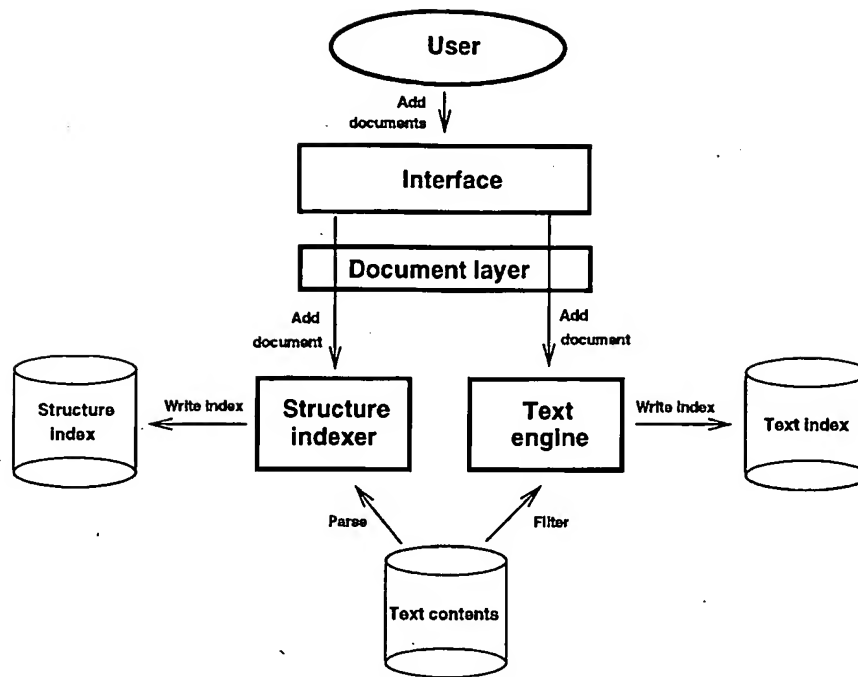 User
Add
documents
Interface
Document layer
Add
document
Add
document
Structure
index
Write index
Structure
indexer
Text
engine
Write index
Text index
Parse
Filter
Text contents